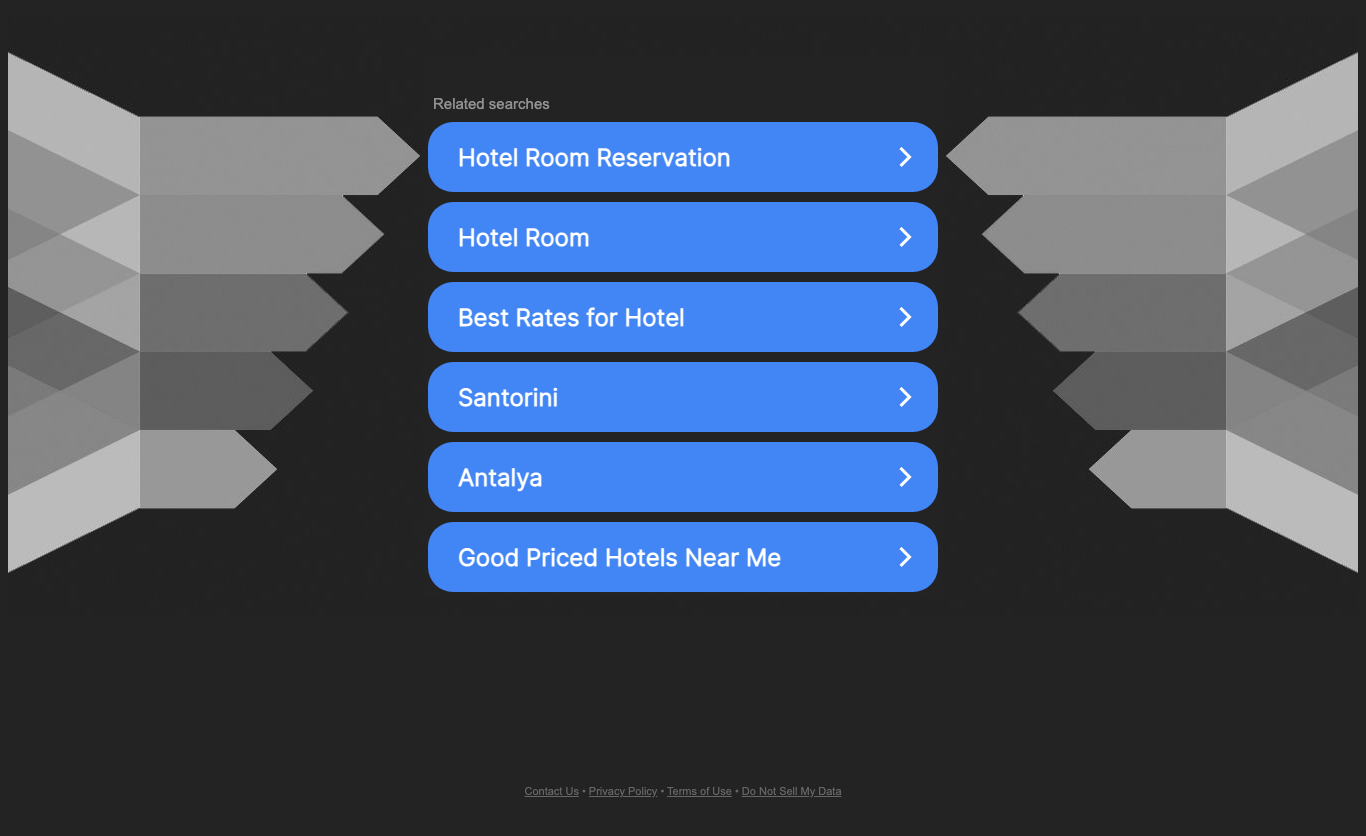 Related searches
Hotel Room Reservation
Hotel Room
Best Rates for Hotel
Santorini
Antalya
Good Priced Hotels Near Me
Contact Us • Privacy Policy • Terms of Use • Do Not Sell My Data